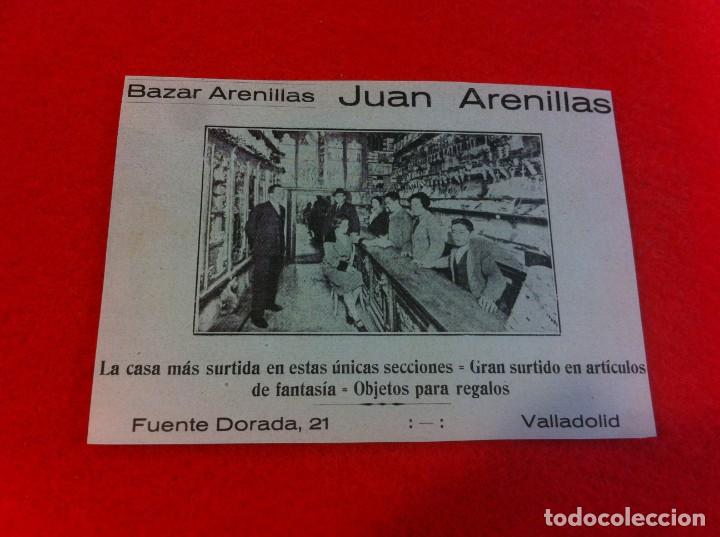 Bazar Arenillas Juan Arenillas
La casa más surtida en estas únicas secciones = Gran surtido en artículos
de fantasía = Objetos para regalos
Fuente Dorada, 21 :-: Valladolid
todocoleccion.net